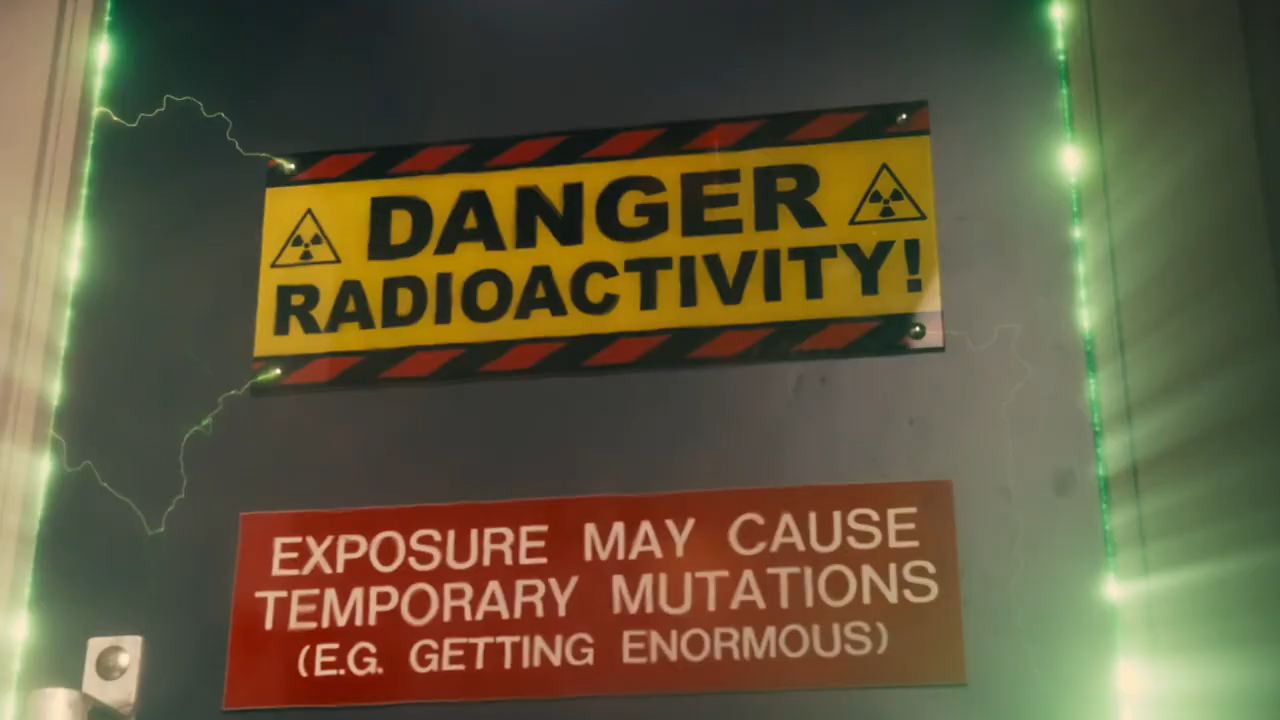 DANGER
RADIOACTIVITY!
EXPOSURE MAY CAUSE
TEMPORARY MUTATIONS
(E.G. GETTING ENORMOUS)